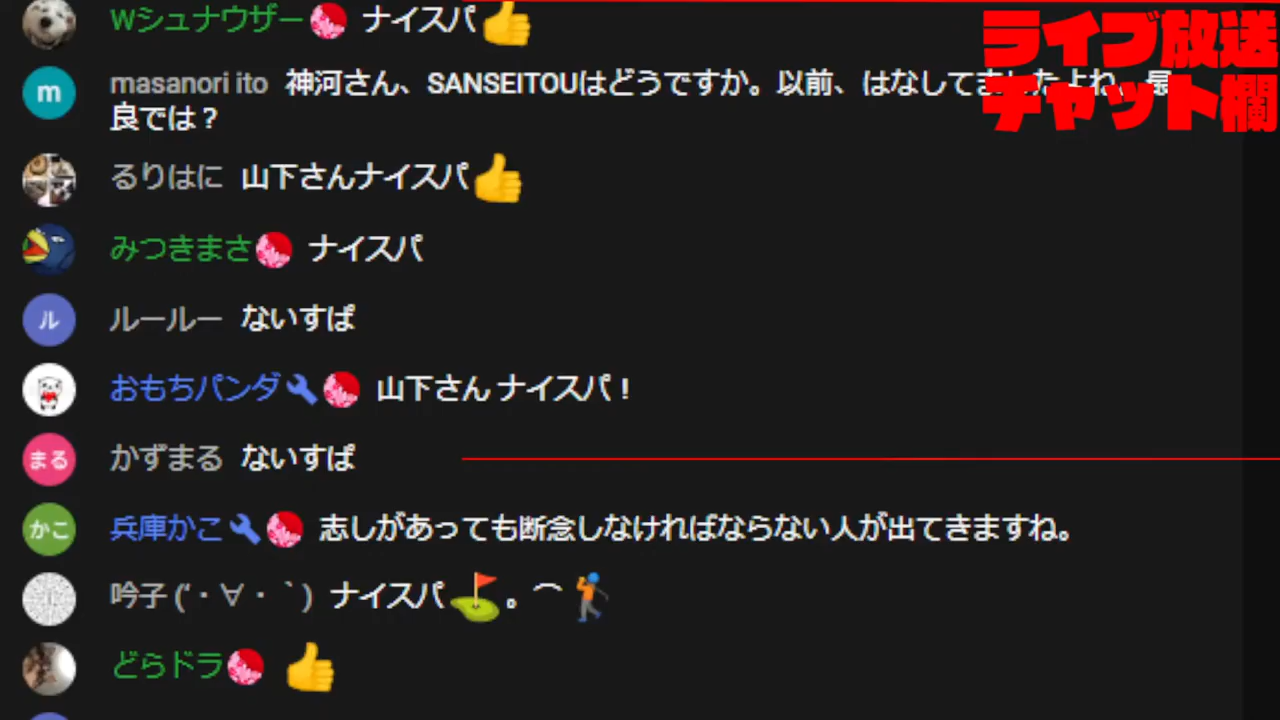 Wシュナウザー ナイスパ👍
ライブ放送
チャット欄
masanori ito 神河さん、SANSEITOUはどうですか。以前、はなしてましたよね。最
良では？
るりはに 山下さんナイスパ👍
みつきまさ ナイスパ
ルールー ないすぱ
おもちパンダ 山下さん ナイスパ！
かずまる ないすぱ
兵庫かこ 志しがあっても断念しなければならない人が出てきますね。
吟子 (´・∀・｀) ナイスパ⛳。⌒🏌
どらドラ 👍
m
ル
まる
かこ